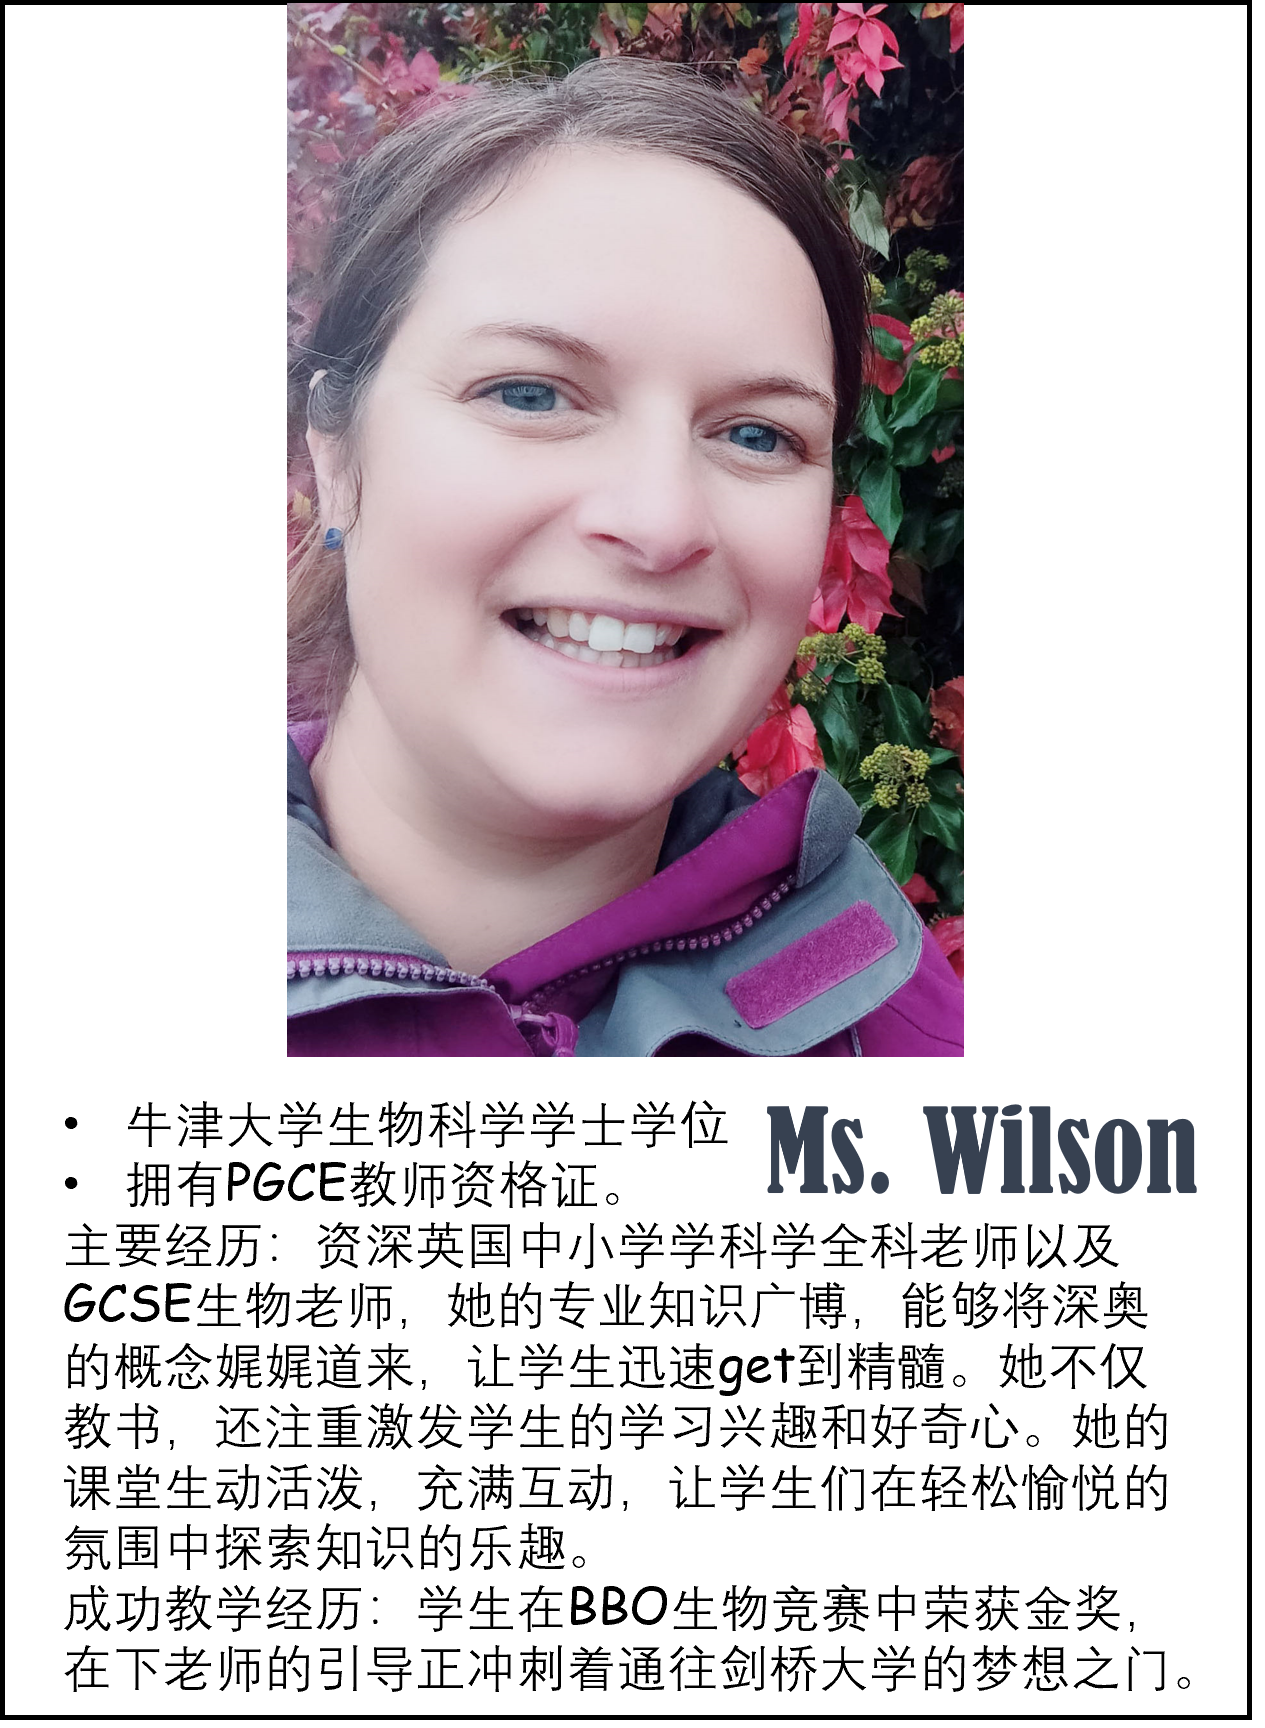 • 牛津大学生物科学学士学位
Ms. Wilson
• 拥有PGCE教师资格证。
主要经历：资深英国中小学学科学全科老师以及
GCSE生物老师，她的专业知识广博，能够将深奥
的概念娓娓道来，让学生迅速get到精髓。她不仅
教书，还注重激发学生的学习兴趣和好奇心。她的
课堂生动活泼，充满互动，让学生们在轻松愉悦的
氛围中探索知识的乐趣。
成功教学经历：学生在BBO生物竞赛中荣获金奖，
在下老师的引导正冲刺着通往剑桥大学的梦想之门。